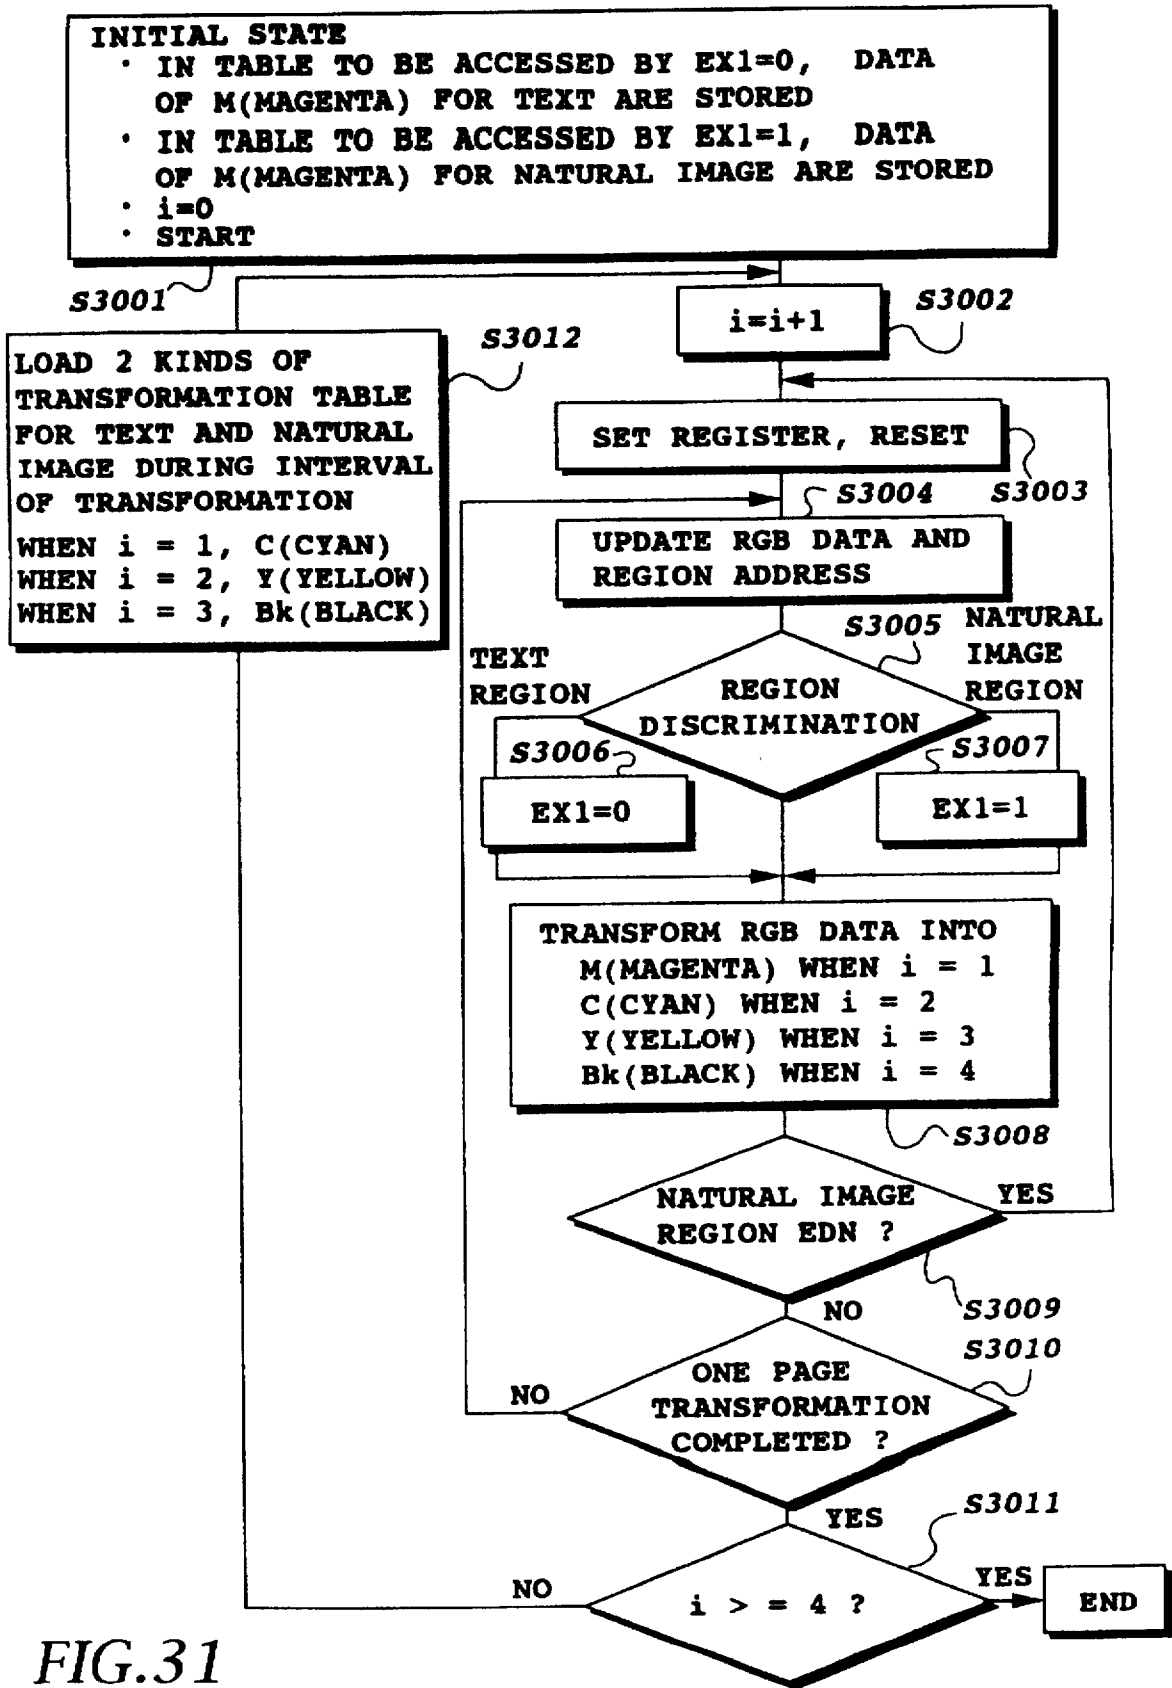 INITIAL STATE
· IN TABLE TO BE ACCESSED BY EX1=0, DATA
OF M(MAGENTA) FOR TEXT ARE STORED
· IN TABLE TO BE ACCESSED BY EX1=1, DATA
OF M(MAGENTA) FOR NATURAL IMAGE ARE STORED
· i=0
· START
S3001
i=i+1
S3002
LOAD 2 KINDS OF
TRANSFORMATION TABLE
FOR TEXT AND NATURAL
IMAGE DURING INTERVAL
OF TRANSFORMATION
WHEN i = 1, C(CYAN)
WHEN i = 2, Y(YELLOW)
WHEN i = 3, Bk(BLACK)
S3012
SET REGISTER, RESET
S3003
S3004
UPDATE RGB DATA AND
REGION ADDRESS
S3005
TEXT
REGION
REGION
DISCRIMINATION
NATURAL
IMAGE
REGION
S3006
EX1=0
S3007
EX1=1
TRANSFORM RGB DATA INTO
M(MAGENTA) WHEN i = 1
C(CYAN) WHEN i = 2
Y(YELLOW) WHEN i = 3
Bk(BLACK) WHEN i = 4
S3008
NATURAL IMAGE
REGION EDN ?
YES
S3009
NO
S3010
ONE PAGE
TRANSFORMATION
COMPLETED ?
NO
YES
S3011
i > = 4 ?
NO
YES
END
FIG.31